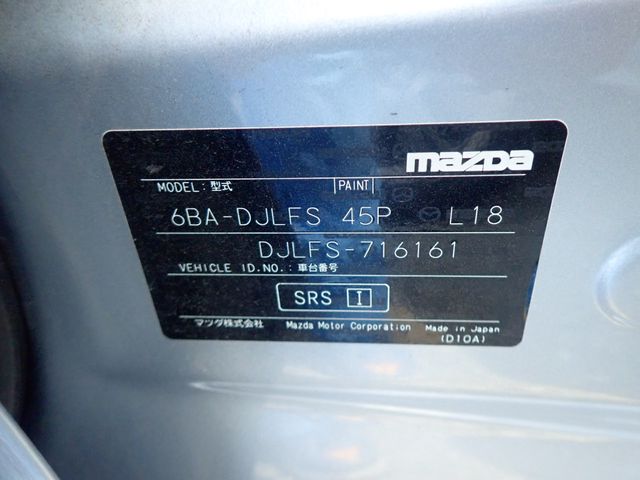 mazda
MODEL:型式 PAINT
6BA-DJLFS 45P L18
DJLFS-716161
VEHICLE ID.NO.:車台番号
SRS I
マツダ株式会社 Mazda Motor Corporation Made in Japan
(D10A)